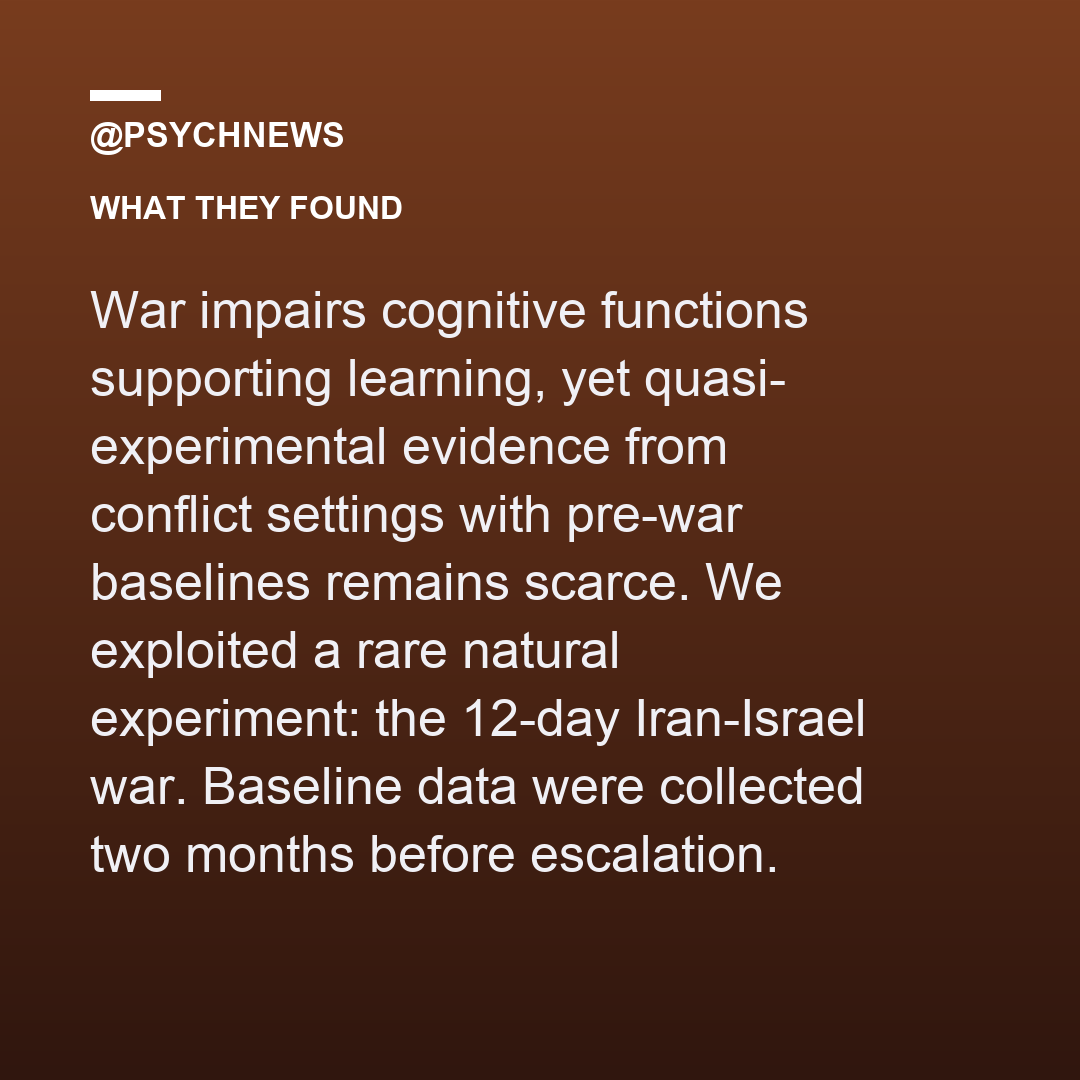 @PSYCHNEWS
WHAT THEY FOUND
War impairs cognitive functions
supporting learning, yet quasi-
experimental evidence from
conflict settings with pre-war
baselines remains scarce. We
exploited a rare natural
experiment: the 12-day Iran-Israel
war. Baseline data were collected
two months before escalation.